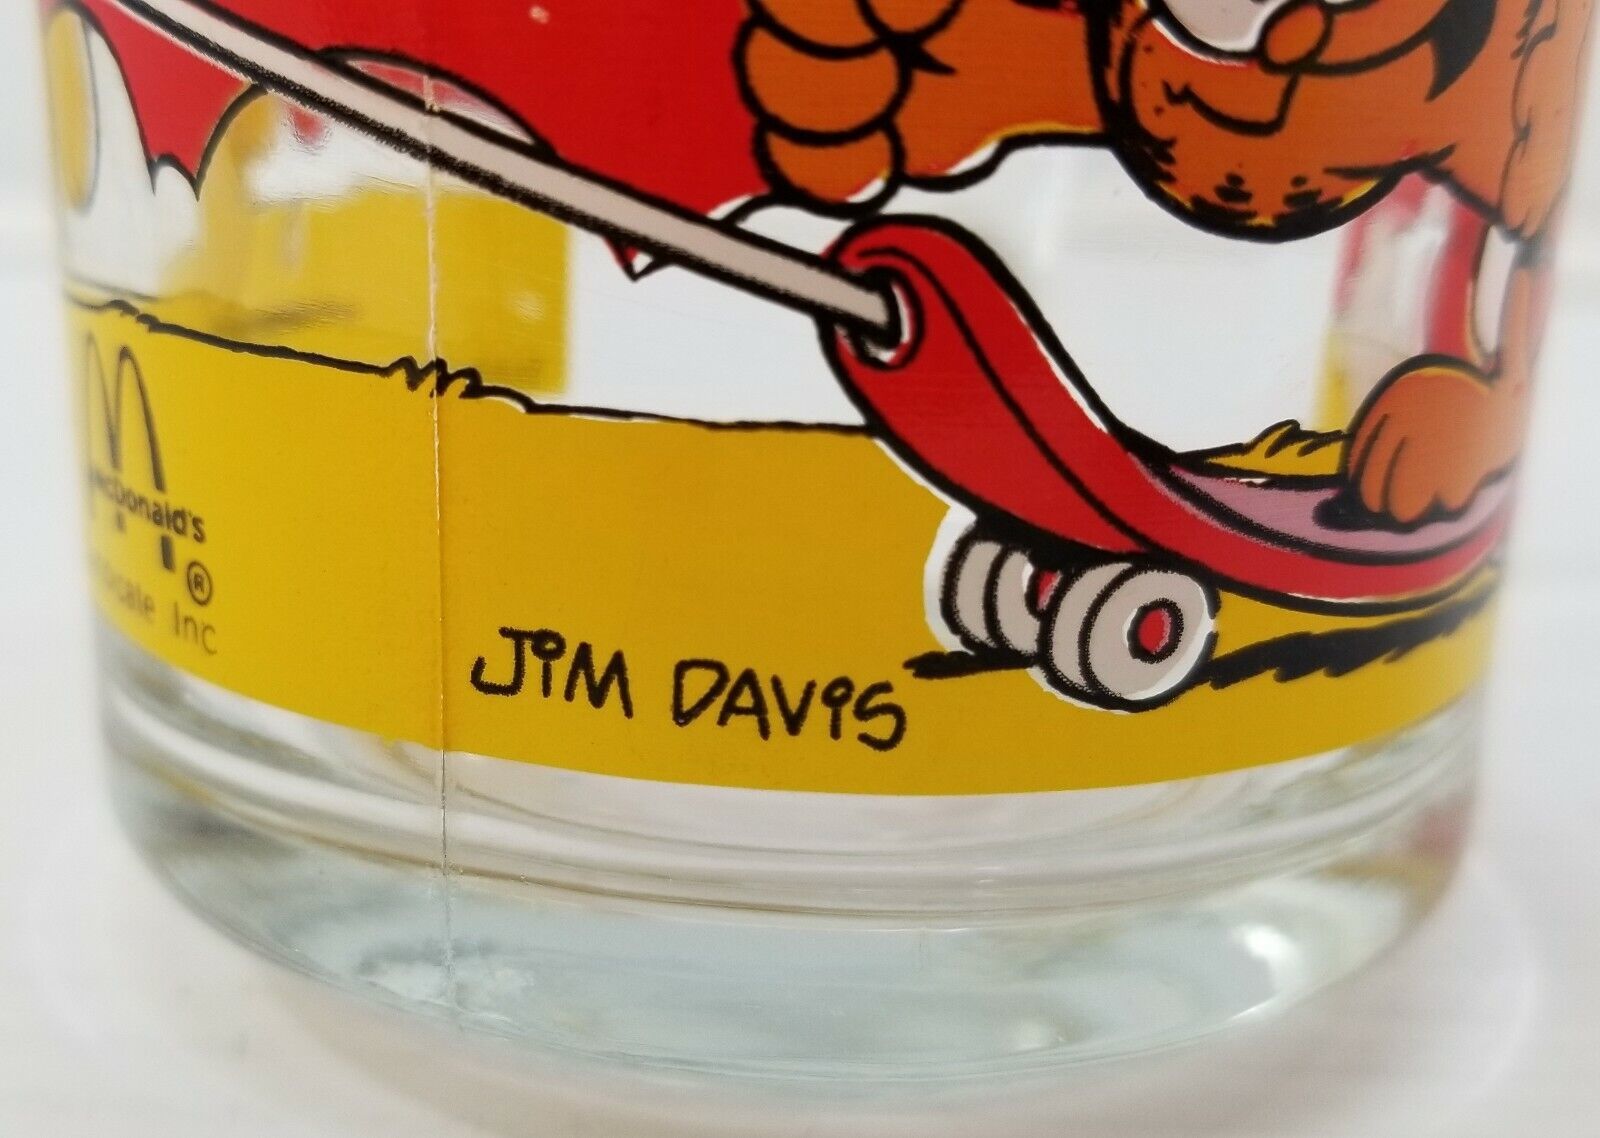 McDonald's
®
Inc
JiM DAViS